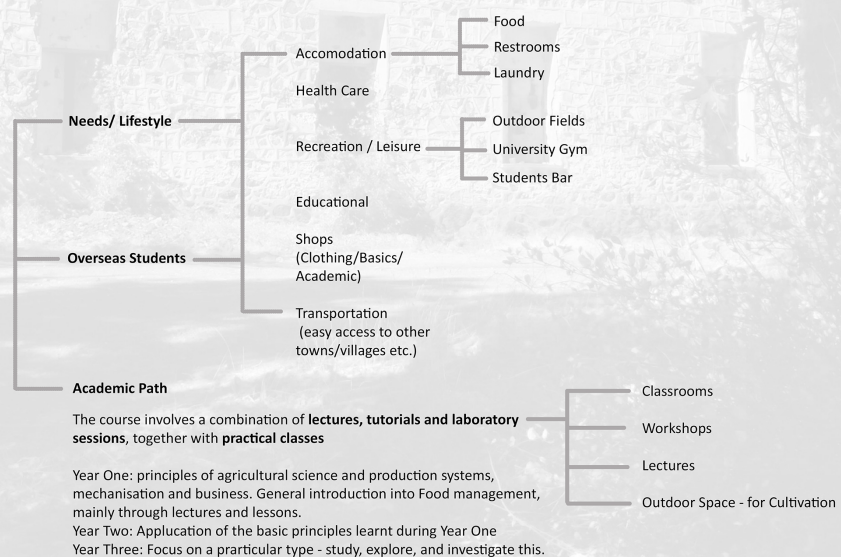 Needs/ Lifestyle
Overseas Students
Accomodation
Food
Restrooms
Laundry
Health Care
Recreation / Leisure
Outdoor Fields
University Gym
Students Bar
Educational
Shops
(Clothing/Basics/
Academic)
Transportation
(easy access to other
towns/villages etc.)
Academic Path
The course involves a combination of lectures, tutorials and laboratory
sessions, together with practical classes
Classrooms
Workshops
Lectures
Outdoor Space - for Cultivation
Year One: principles of agricultural science and production systems,
mechanisation and business. General introduction into Food management,
mainly through lectures and lessons.
Year Two: Applucation of the basic principles learnt during Year One
Year Three: Focus on a prarticular type - study, explore, and investigate this.